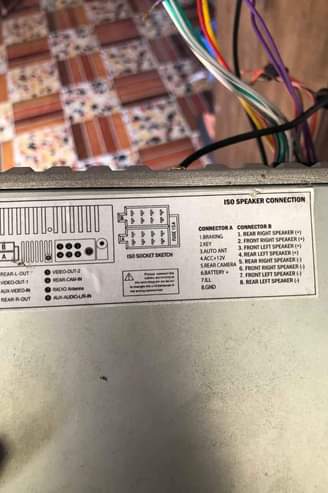 ISO SPEAKER CONNECTION
CONNECTOR A
1.BRAKING
2.KEY
3.AUTO ANT
4.ACC+12V
5.REAR CAMERA
6.BATTERY +
7.ILL
8.GND
CONNECTOR B
1. REAR RIGHT SPEAKER (+)
2. FRONT RIGHT SPEAKER (+)
3. FRONT LEFT SPEAKER (+)
4. REAR LEFT SPEAKER (+)
5. REAR RIGHT SPEAKER (-)
6. FRONT RIGHT SPEAKER (-)
7. FRONT LEFT SPEAKER (-)
8. REAR LEFT SPEAKER (-)
ISO SOCKET SKETCH
B
A
REAR-L-OUT
VIDEO-OUT-1
AUX-VIDEO-IN
REAR-R-OUT
VIDEO-OUT-2
REAR-CAM-IN
RADIO Antenna
AUX-AUDIO-L/R-IN